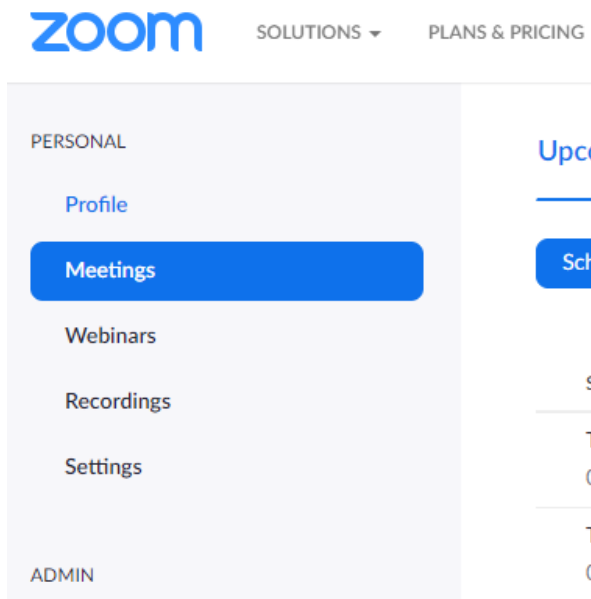 zoom SOLUTIONS PLANS & PRICING
PERSONAL
Profile
Meetings
Webinars
Recordings
Settings
ADMIN